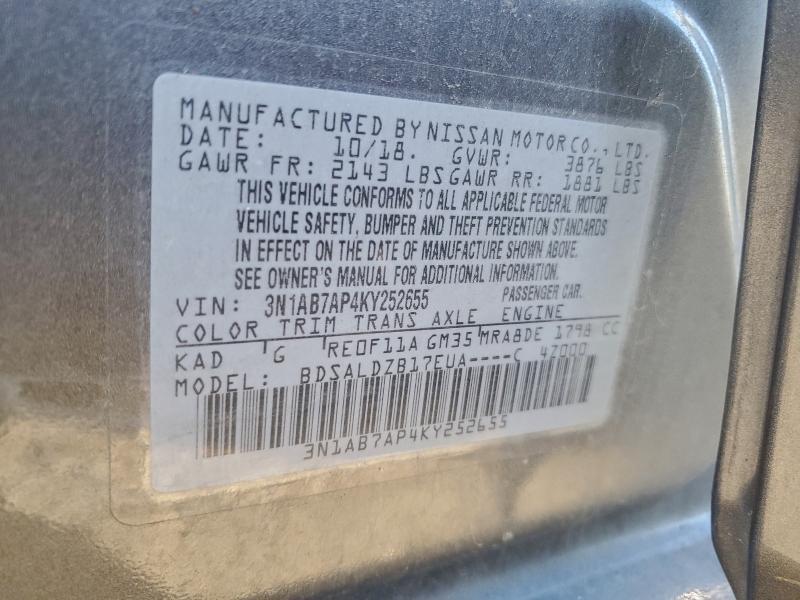 MANUFACTURED BY NISSAN MOTOR CO., LTD.
DATE: 10/18. GVWR: 3876 LBS
GAWR FR: 2143 LBS GAWR RR: 1881 LBS
THIS VEHICLE CONFORMS TO ALL APPLICABLE FEDERAL MOTOR
VEHICLE SAFETY, BUMPER AND THEFT PREVENTION STANDARDS
IN EFFECT ON THE DATE OF MANUFACTURE SHOWN ABOVE.
SEE OWNER'S MANUAL FOR ADDITIONAL INFORMATION.
VIN: 3N1AB7AP4KY252655 PASSENGER CAR.
COLOR TRIM TRANS AXLE ENGINE
KAD G RE0F11A GM35 MRA8DE 1798 CC
MODEL: BDSALDZB17EUA----C 4Z000
3N1AB7AP4KY252655